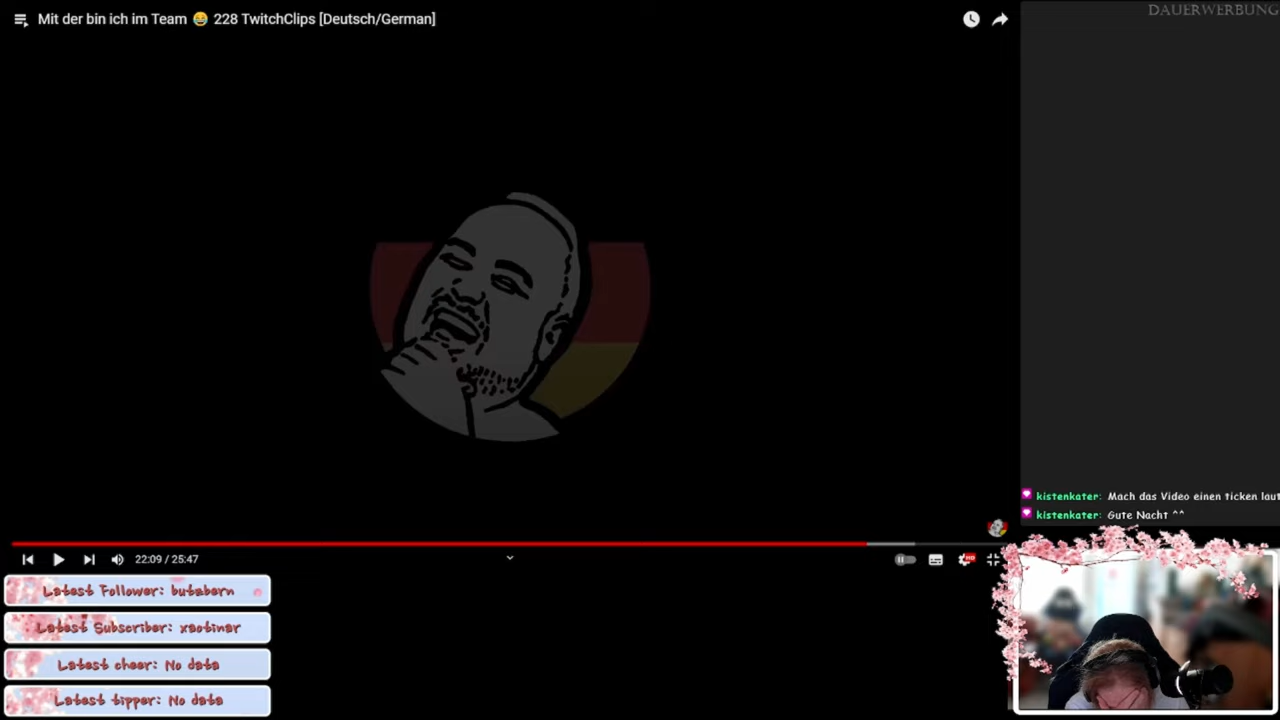 Mit der bin ich im Team 😂 228 TwitchClips [Deutsch/German]
DAUERWERBUNG
kistenkater: Mach das Video einen ticken laut
kistenkater: Gute Nacht ^^
22:09 / 25:47
HD
Latest Follower: butzbern
Latest Subscriber: xaotinar
Latest cheer: No data
Latest tipper: No data